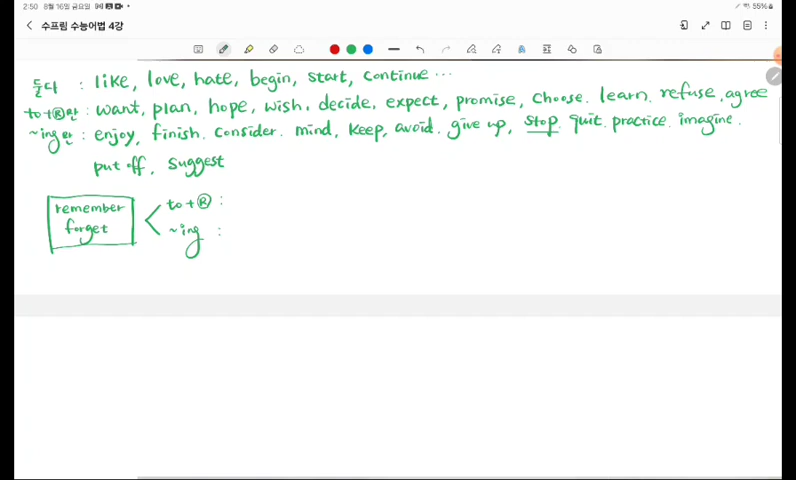 2:50 8월 16일 금요일
55%
수프림 수능어법 4강
둘다 : like, love, hate, begin, start, continue ...
to+Ⓡ만 : want, plan, hope, wish, decide, expect, promise, choose. learn. refuse, agree
~ing만 : enjoy, finish. consider. mind, keep, avoid. give up, stop. quit. practice. imagine.
put off, suggest
remember
forget
to+Ⓡ :
~ing :